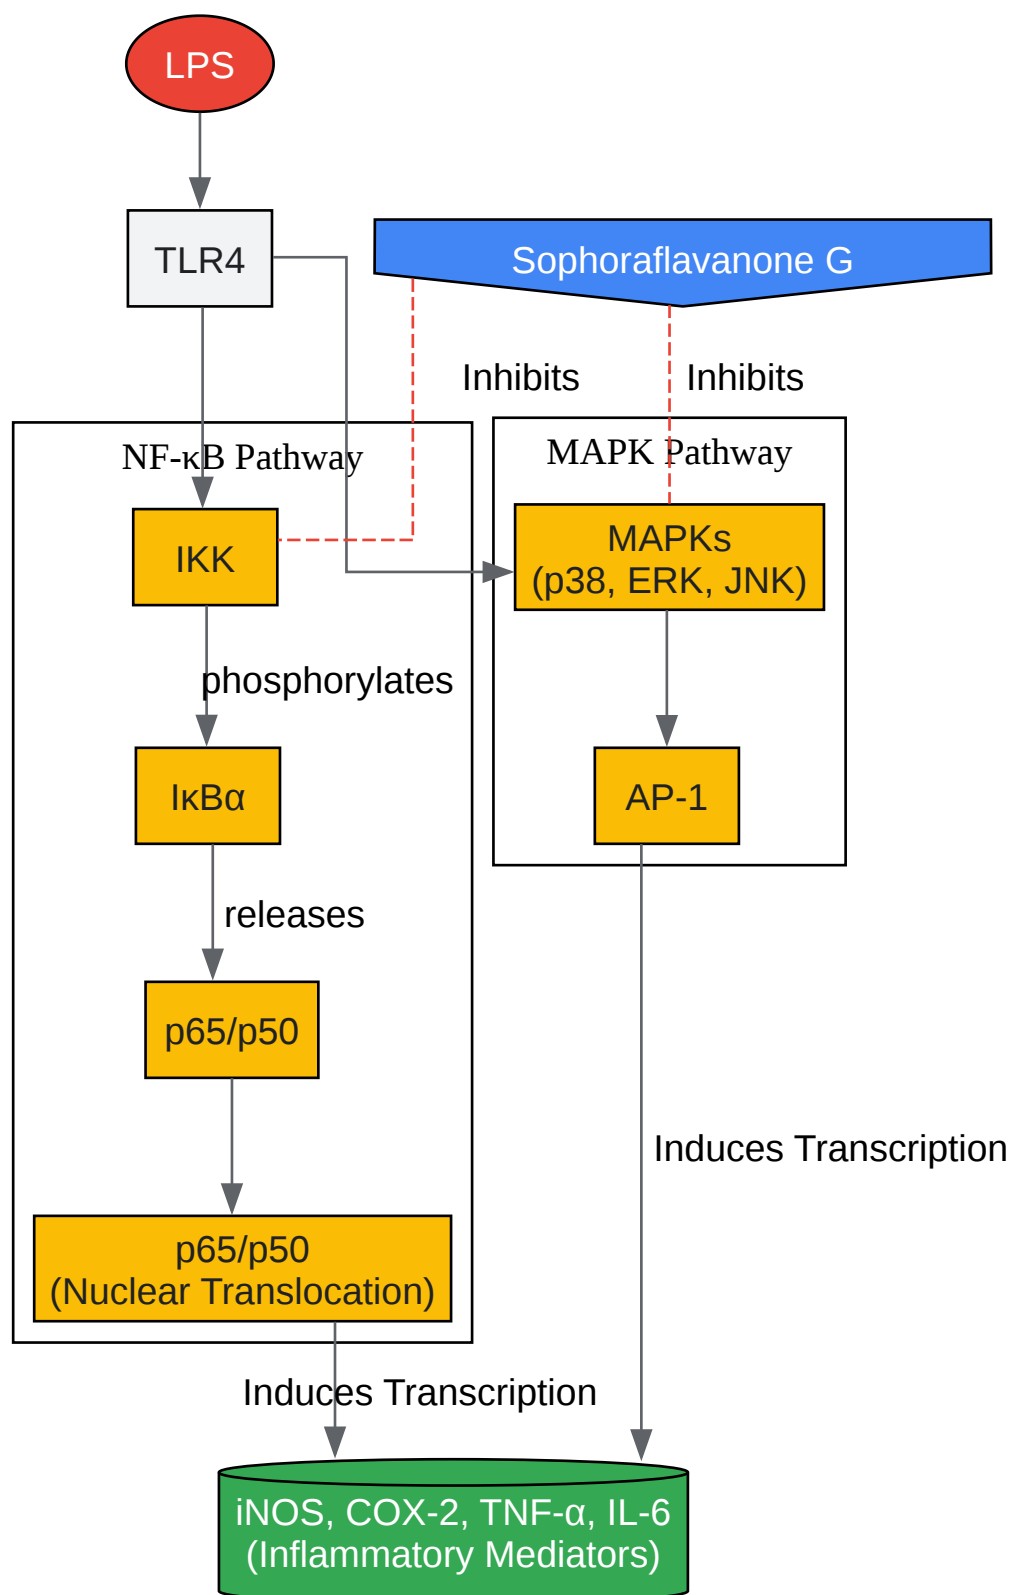 LPS
TLR4
Sophoraflavanone G
Inhibits
Inhibits
NF-κB Pathway
MAPK Pathway
IKK
MAPKs
(p38, ERK, JNK)
phosphorylates
IκBα
AP-1
releases
p65/p50
Induces Transcription
p65/p50
(Nuclear Translocation)
Induces Transcription
iNOS, COX-2, TNF-α, IL-6
(Inflammatory Mediators)